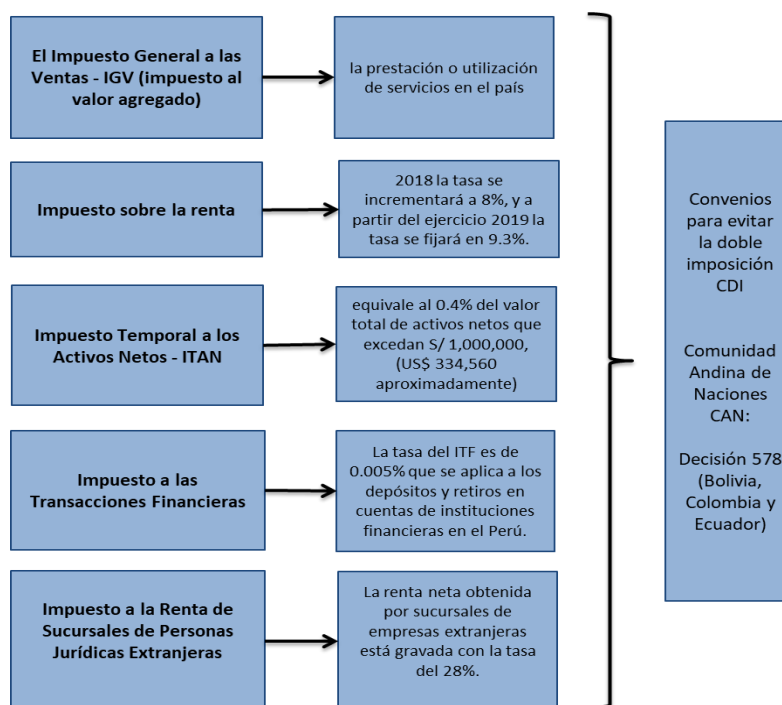 El Impuesto General a las
Ventas - IGV (impuesto al
valor agregado)
la prestación o utilización
de servicios en el país
Impuesto sobre la renta
2018 la tasa se
incrementará a 8%, y a
partir del ejercicio 2019 la
tasa se fijará en 9.3%.
Impuesto Temporal a los
Activos Netos - ITAN
equivale al 0.4% del valor
total de activos netos que
excedan S/ 1,000,000,
(US$ 334,560
aproximadamente)
Impuesto a las
Transacciones Financieras
La tasa del ITF es de
0.005% que se aplica a los
depósitos y retiros en
cuentas de instituciones
financieras en el Perú.
Impuesto a la Renta de
Sucursales de Personas
Jurídicas Extranjeras
La renta neta obtenida
por sucursales de
empresas extranjeras
está gravada con la tasa
del 28%.
Convenios
para evitar
la doble
imposición
CDI
Comunidad
Andina de
Naciones
CAN:
Decisión 578
(Bolivia,
Colombia y
Ecuador)